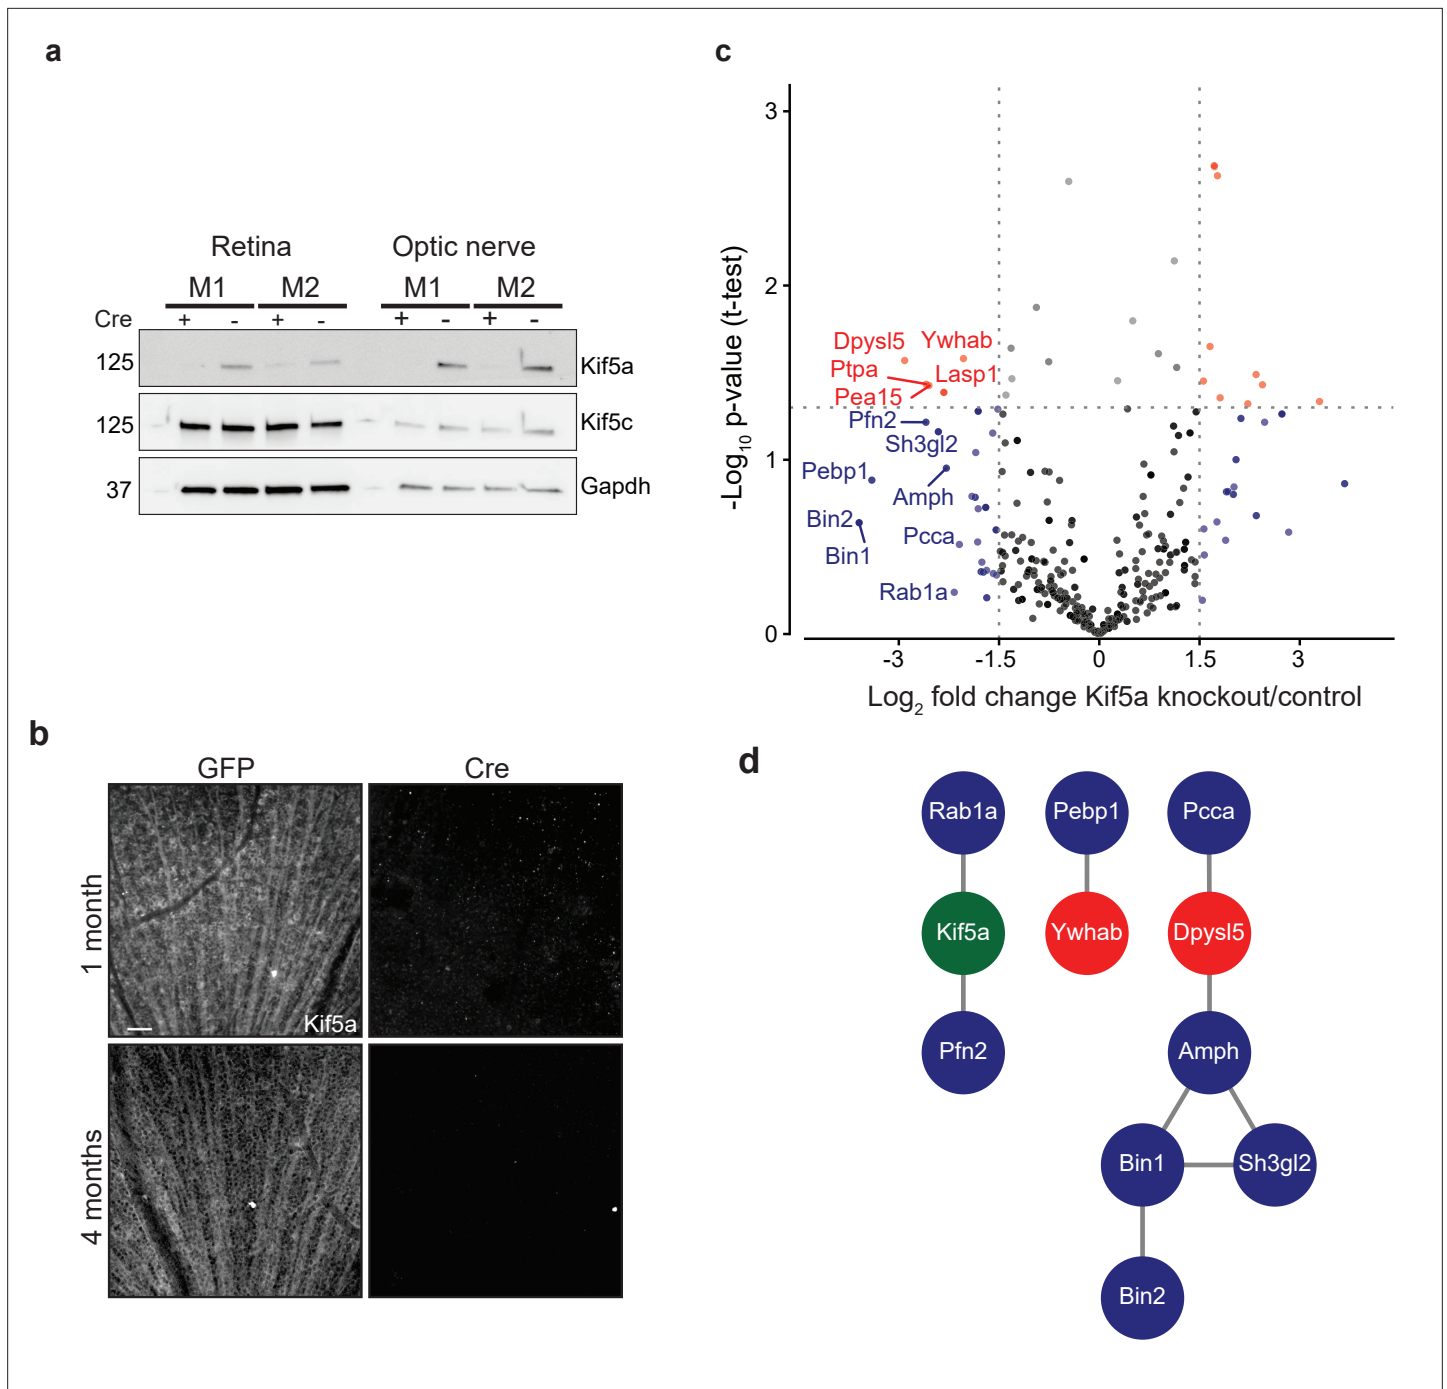 a
Retina Optic nerve
M1 M2 M1 M2
Cre + - + - + - + -
125 Kif5a
125 Kif5c
37 Gapdh
b
GFP Cre
1 month
Kif5a
4 months
c
-Log10 p-value (t-test)
3
2
1
0
Dpysl5 Ywhab
Ptpa Lasp1
Pea15
Pfn2
Sh3gl2
Pebp1
Amph
Bin2
Pcca
Bin1
Rab1a
-3 -1.5 0 1.5 3
Log2 fold change Kif5a knockout/control
d
Rab1a Pebp1 Pcca
Kif5a Ywhab Dpysl5
Pfn2 Amph
Bin1 Sh3gl2
Bin2